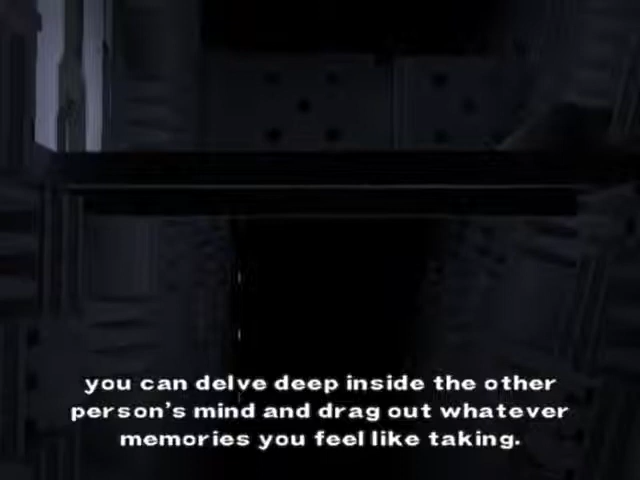 you can delve deep inside the other
person's mind and drag out whatever
memories you feel like taking.